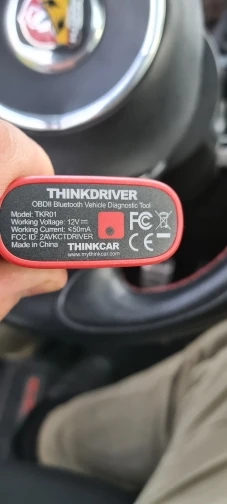 THINKDRIVER
OBDII Bluetooth Vehicle Diagnostic Tool
Model: TKR01
Working Voltage: 12V⎓
Working Current: ≤50mA
FCC ID: 2AVKCTDRIVER
Made in China
THINKCAR
www.mythinkcar.com
FC
CE